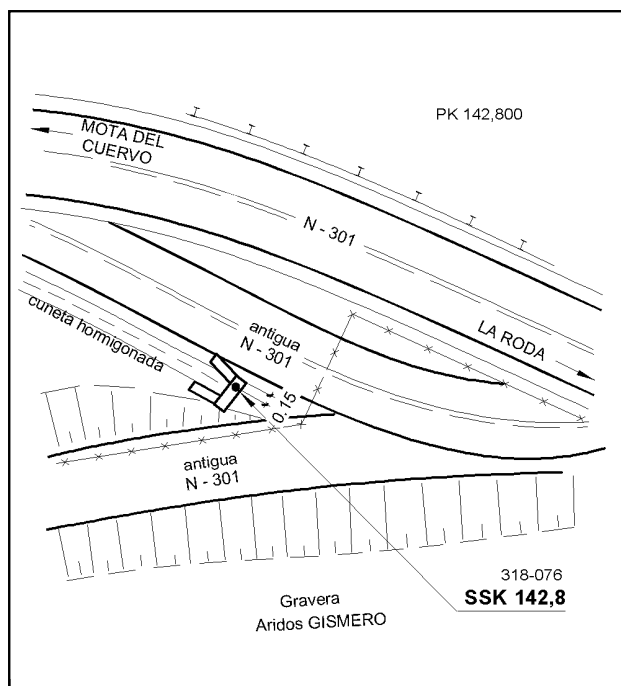 PK 142,800
MOTA DEL
CUERVO
N - 301
LA RODA
antigua
N - 301
cuneta hormigonada
0.15
antigua
N - 301
318-076
SSK 142,8
Gravera
Aridos GISMERO